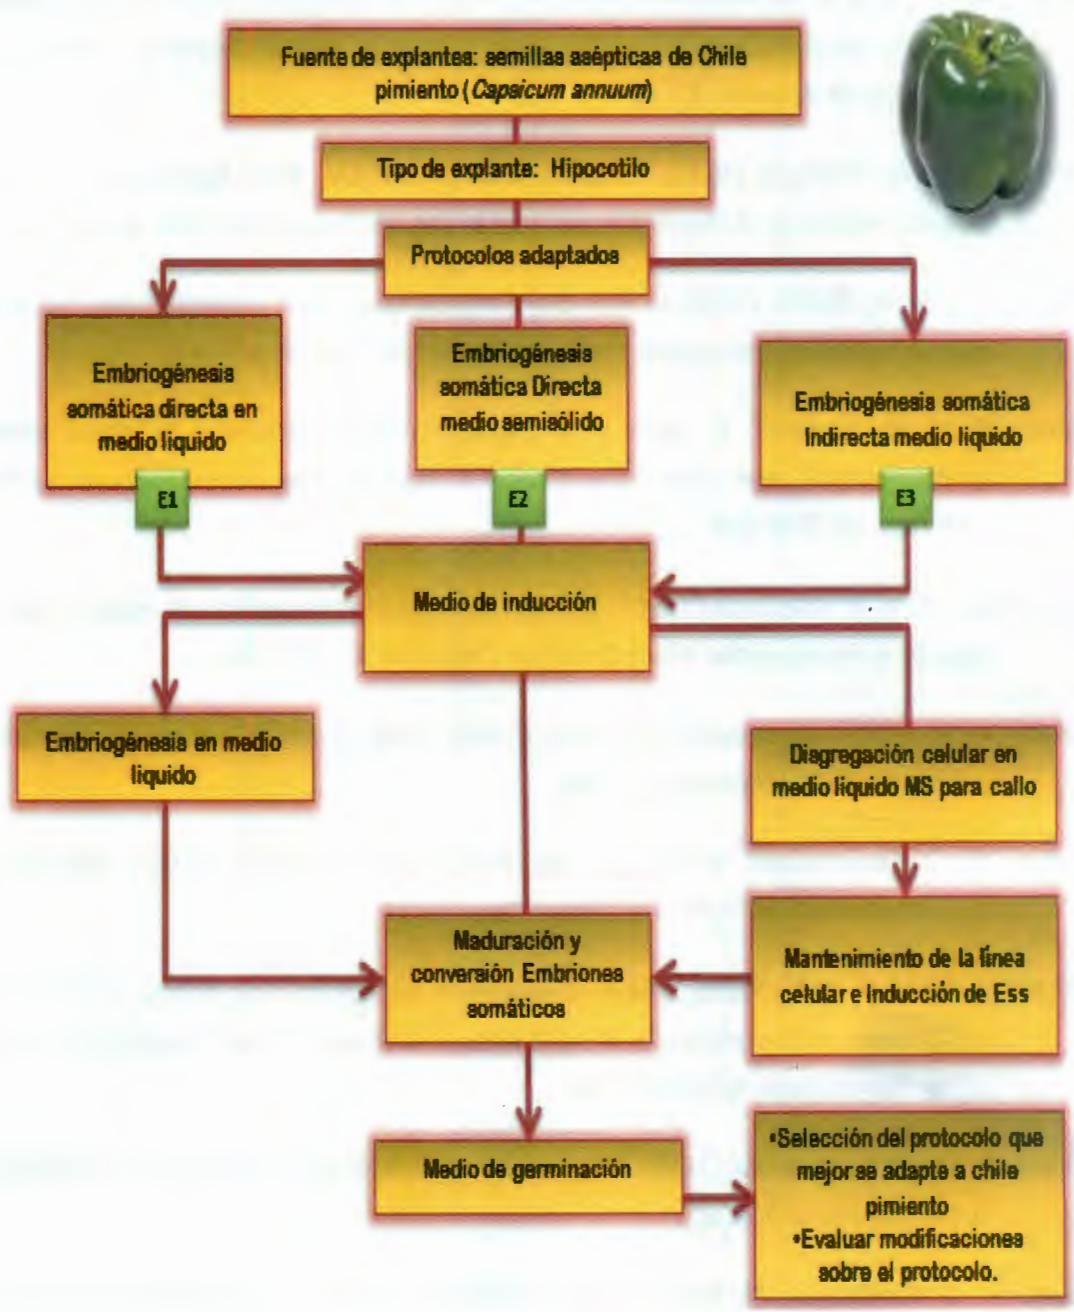 Fuente de explantes: semillas asépticas de Chile
pimiento (Capsicum annuum)
Tipo de explante: Hipocotilo
Protocolos adaptados
Embriogénesis
somática directa en
medio liquido
Embriogénesis
somática Directa
medio semisólido
Embriogénesis somática
Indirecta medio liquido
E1
E2
E3
Medio de inducción
Embriogénesis en medio
liquido
Disgregación celular en
medio liquido MS para callo
Maduración y
conversión Embriones
somáticos
Mantenimiento de la línea
celular e Inducción de Ess
Medio de germinación
•Selección del protocolo que
mejor se adapte a chile
pimiento
•Evaluar modificaciones
sobre el protocolo.